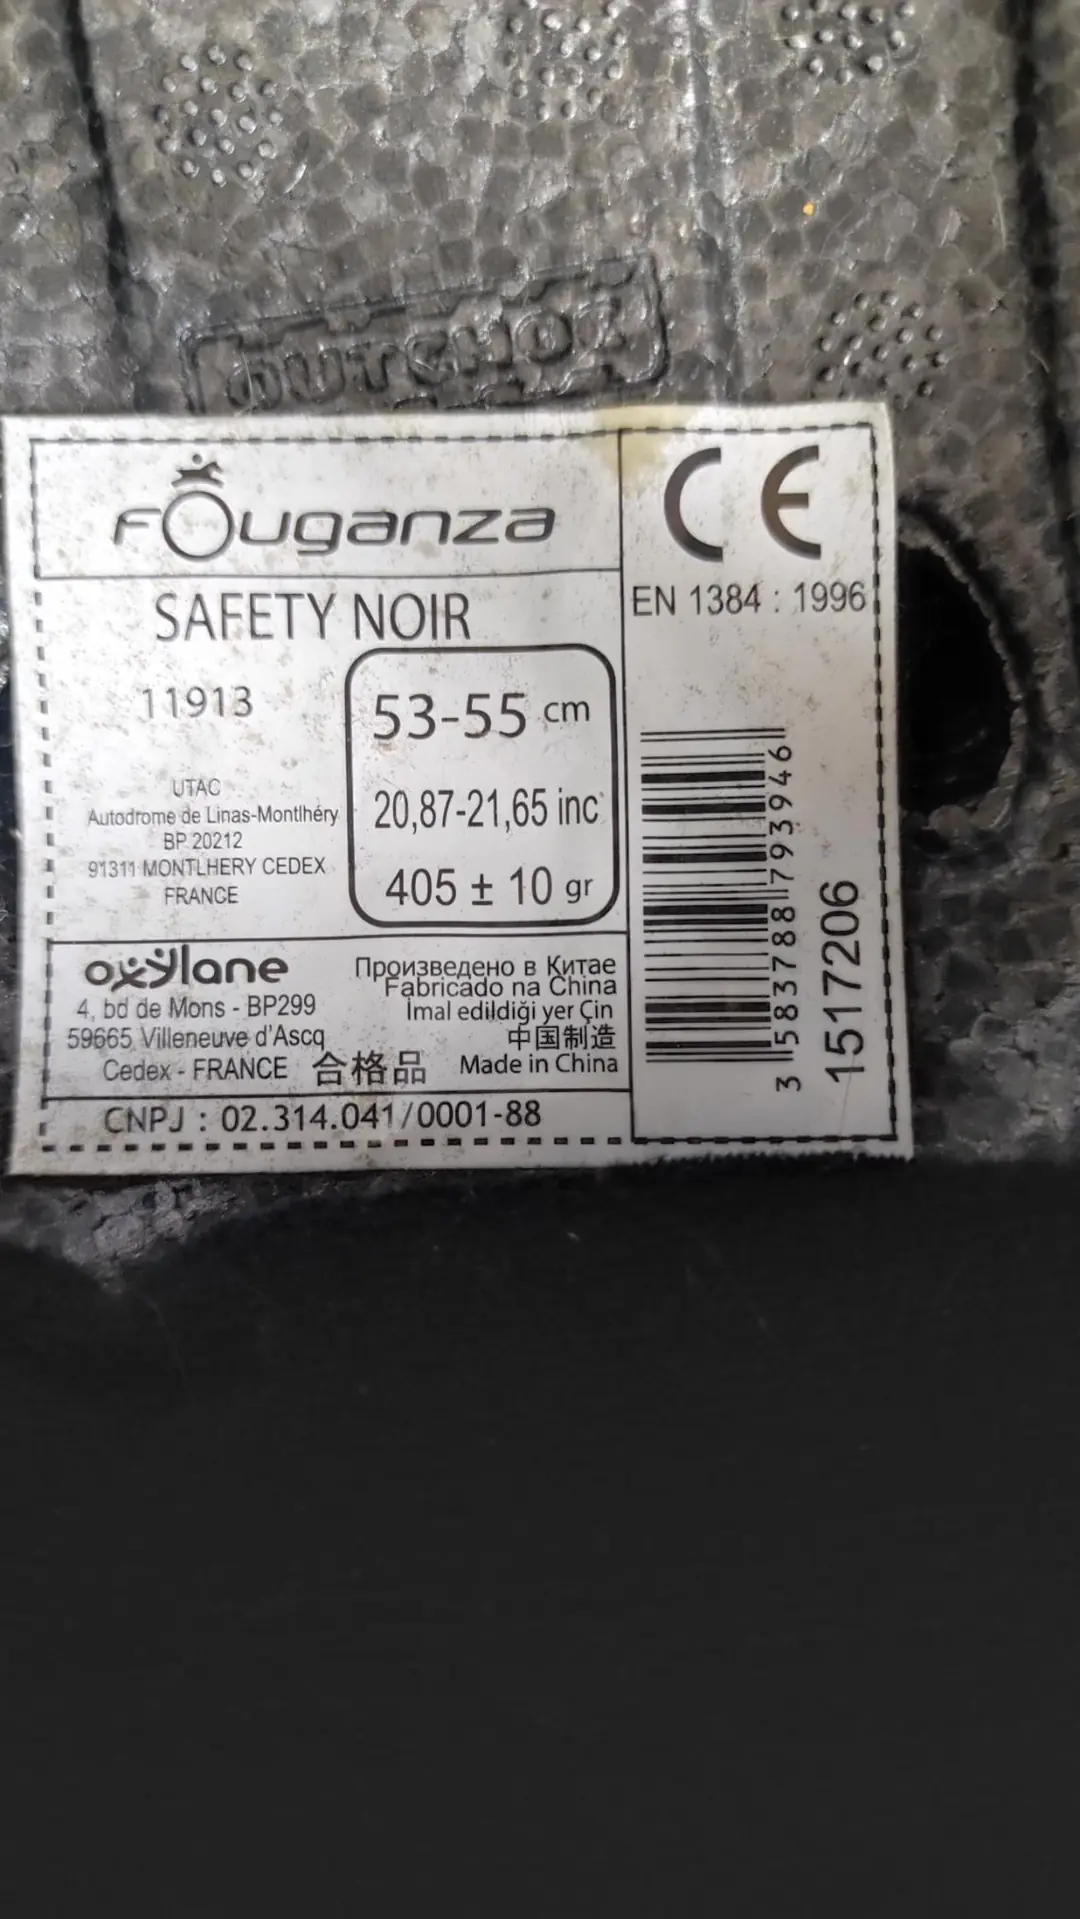 OUTSHOCK
FOuganza
SAFETY NOIR
11913
UTAC
Autodrome de Linas-Montlhéry
BP 20212
91311 MONTLHERY CEDEX
FRANCE
53-55 cm
20,87-21,65 inc
405 ± 10 gr
CE
EN 1384 : 1996
3 583788 793946
1517206
oxylane
4, bd de Mons - BP299
59665 Villeneuve d'Ascq
Cedex - FRANCE
合格品
Произведено в Китае
Fabricado na China
İmal edildiği yer Çin
中国制造
Made in China
CNPJ : 02.314.041/0001-88